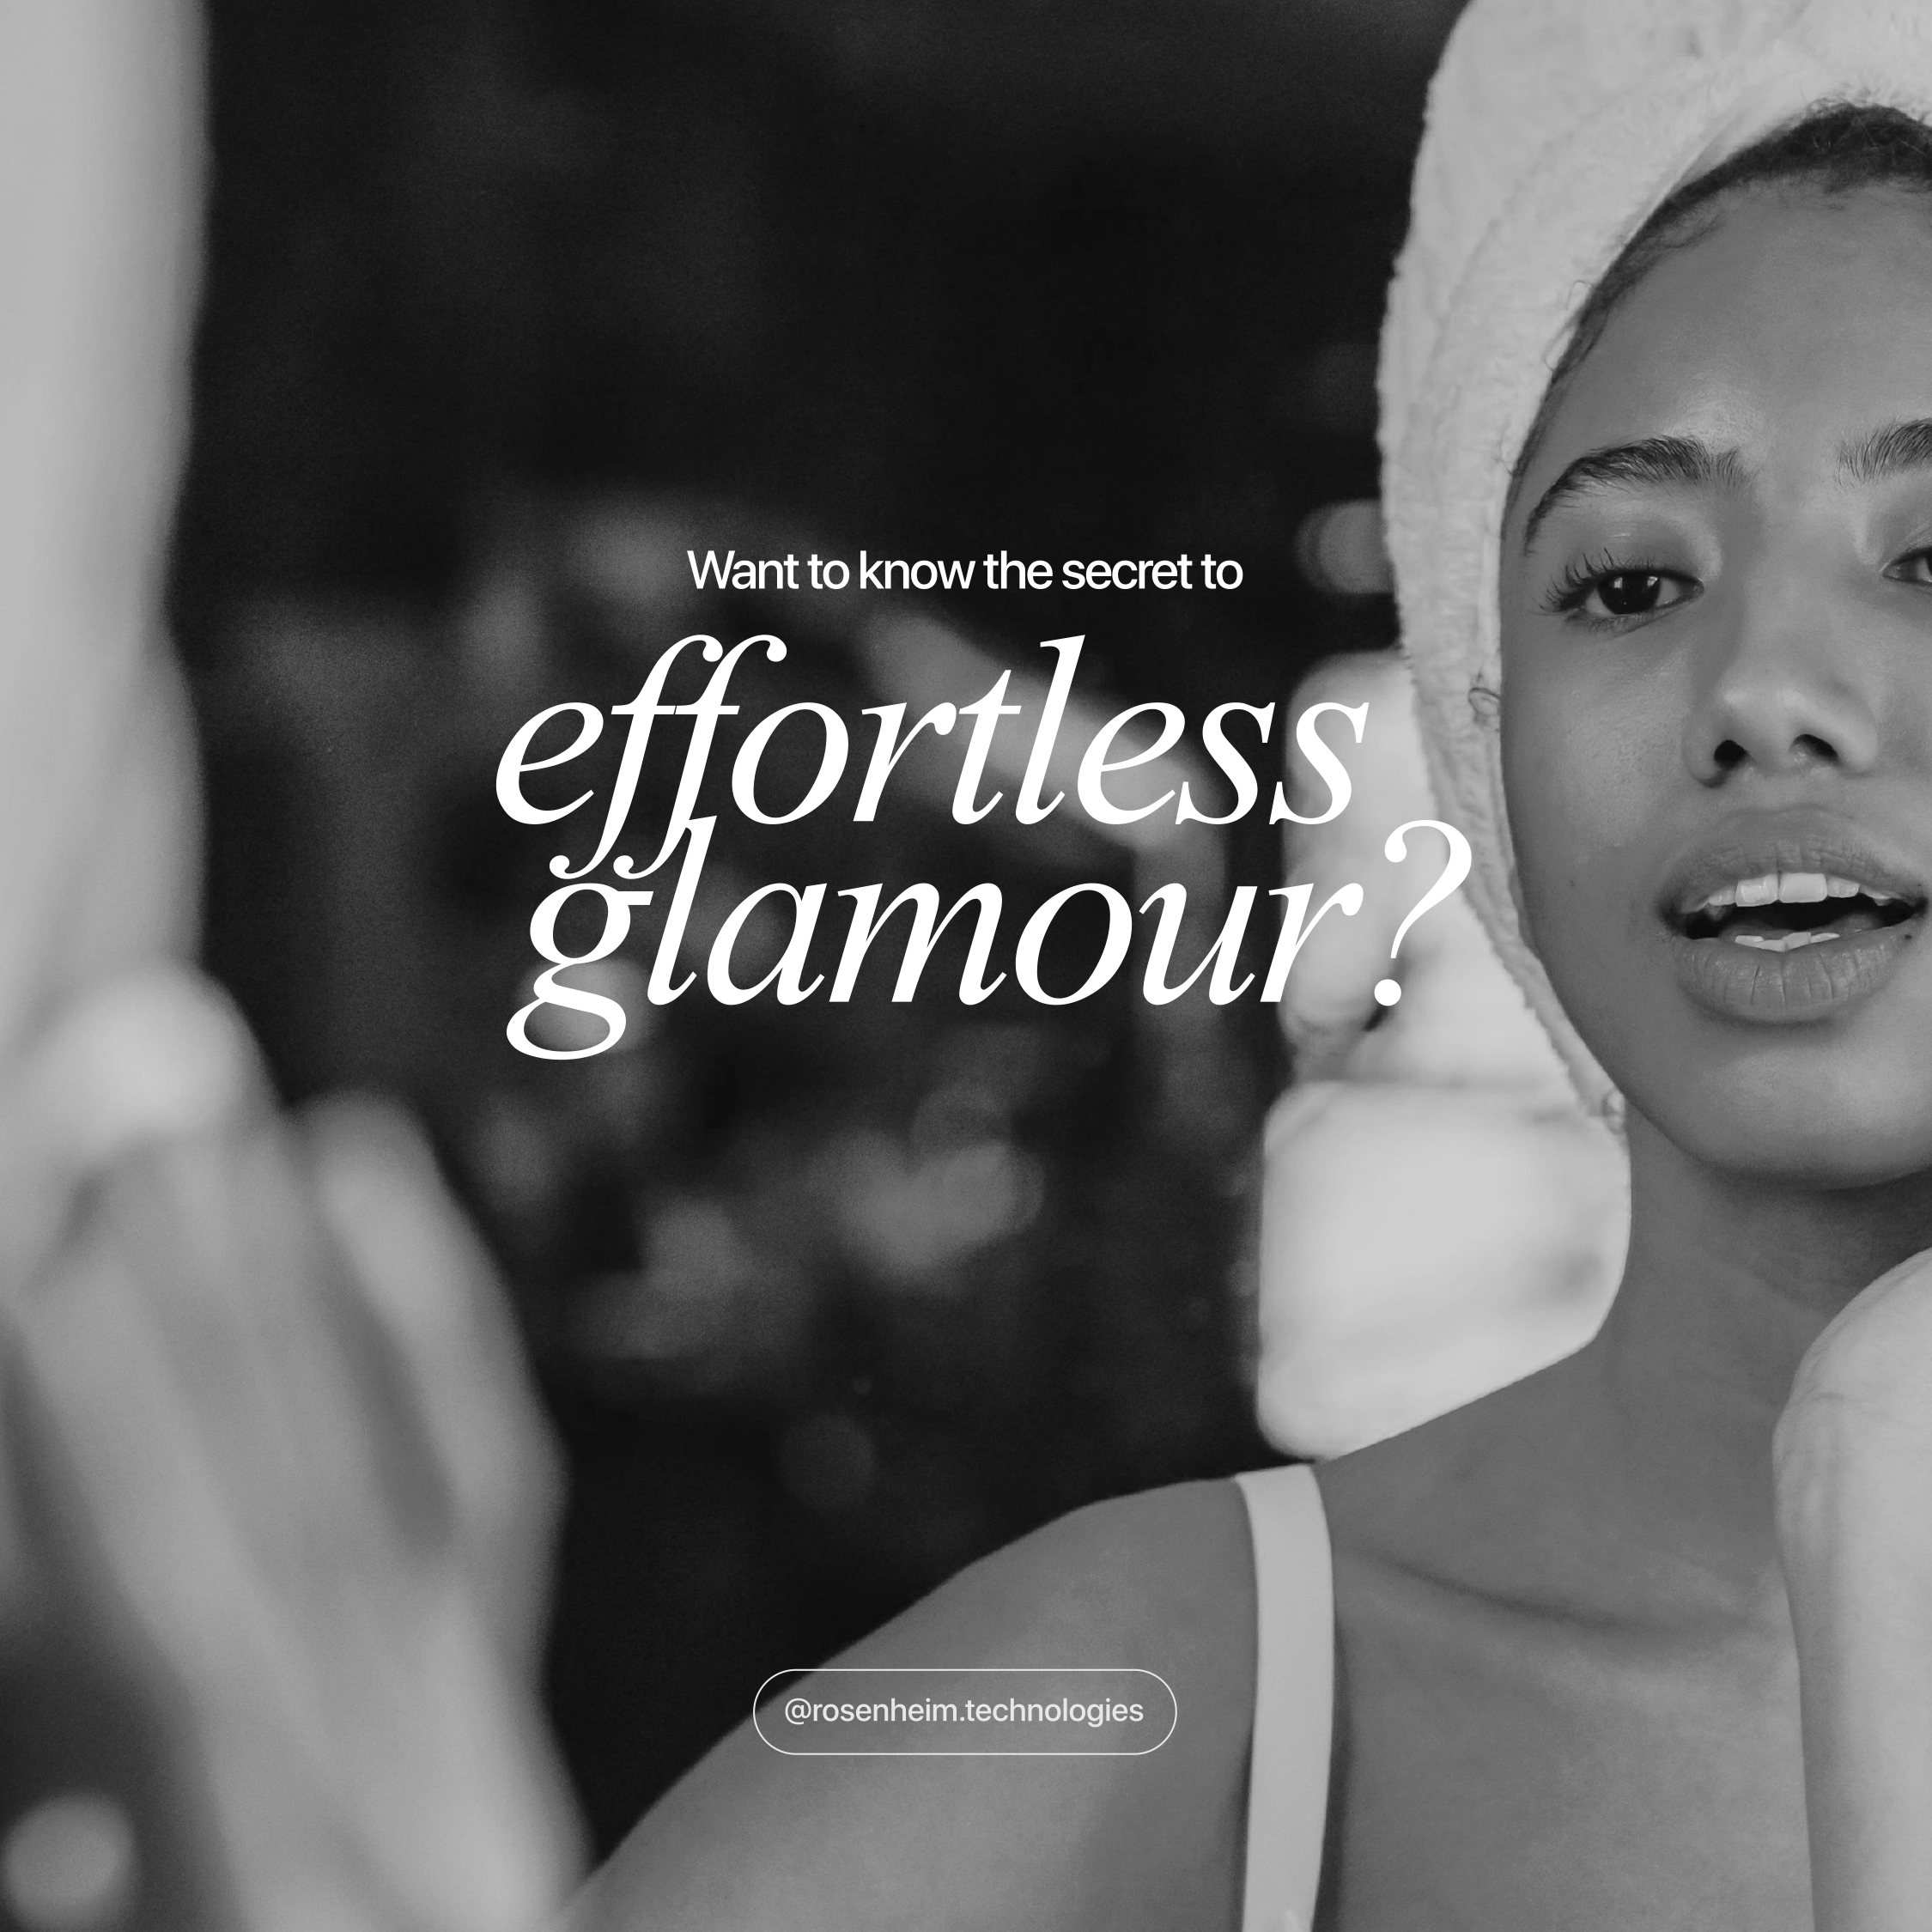 Want to know the secret to
effortless
glamour?
@rosenheim.technologies